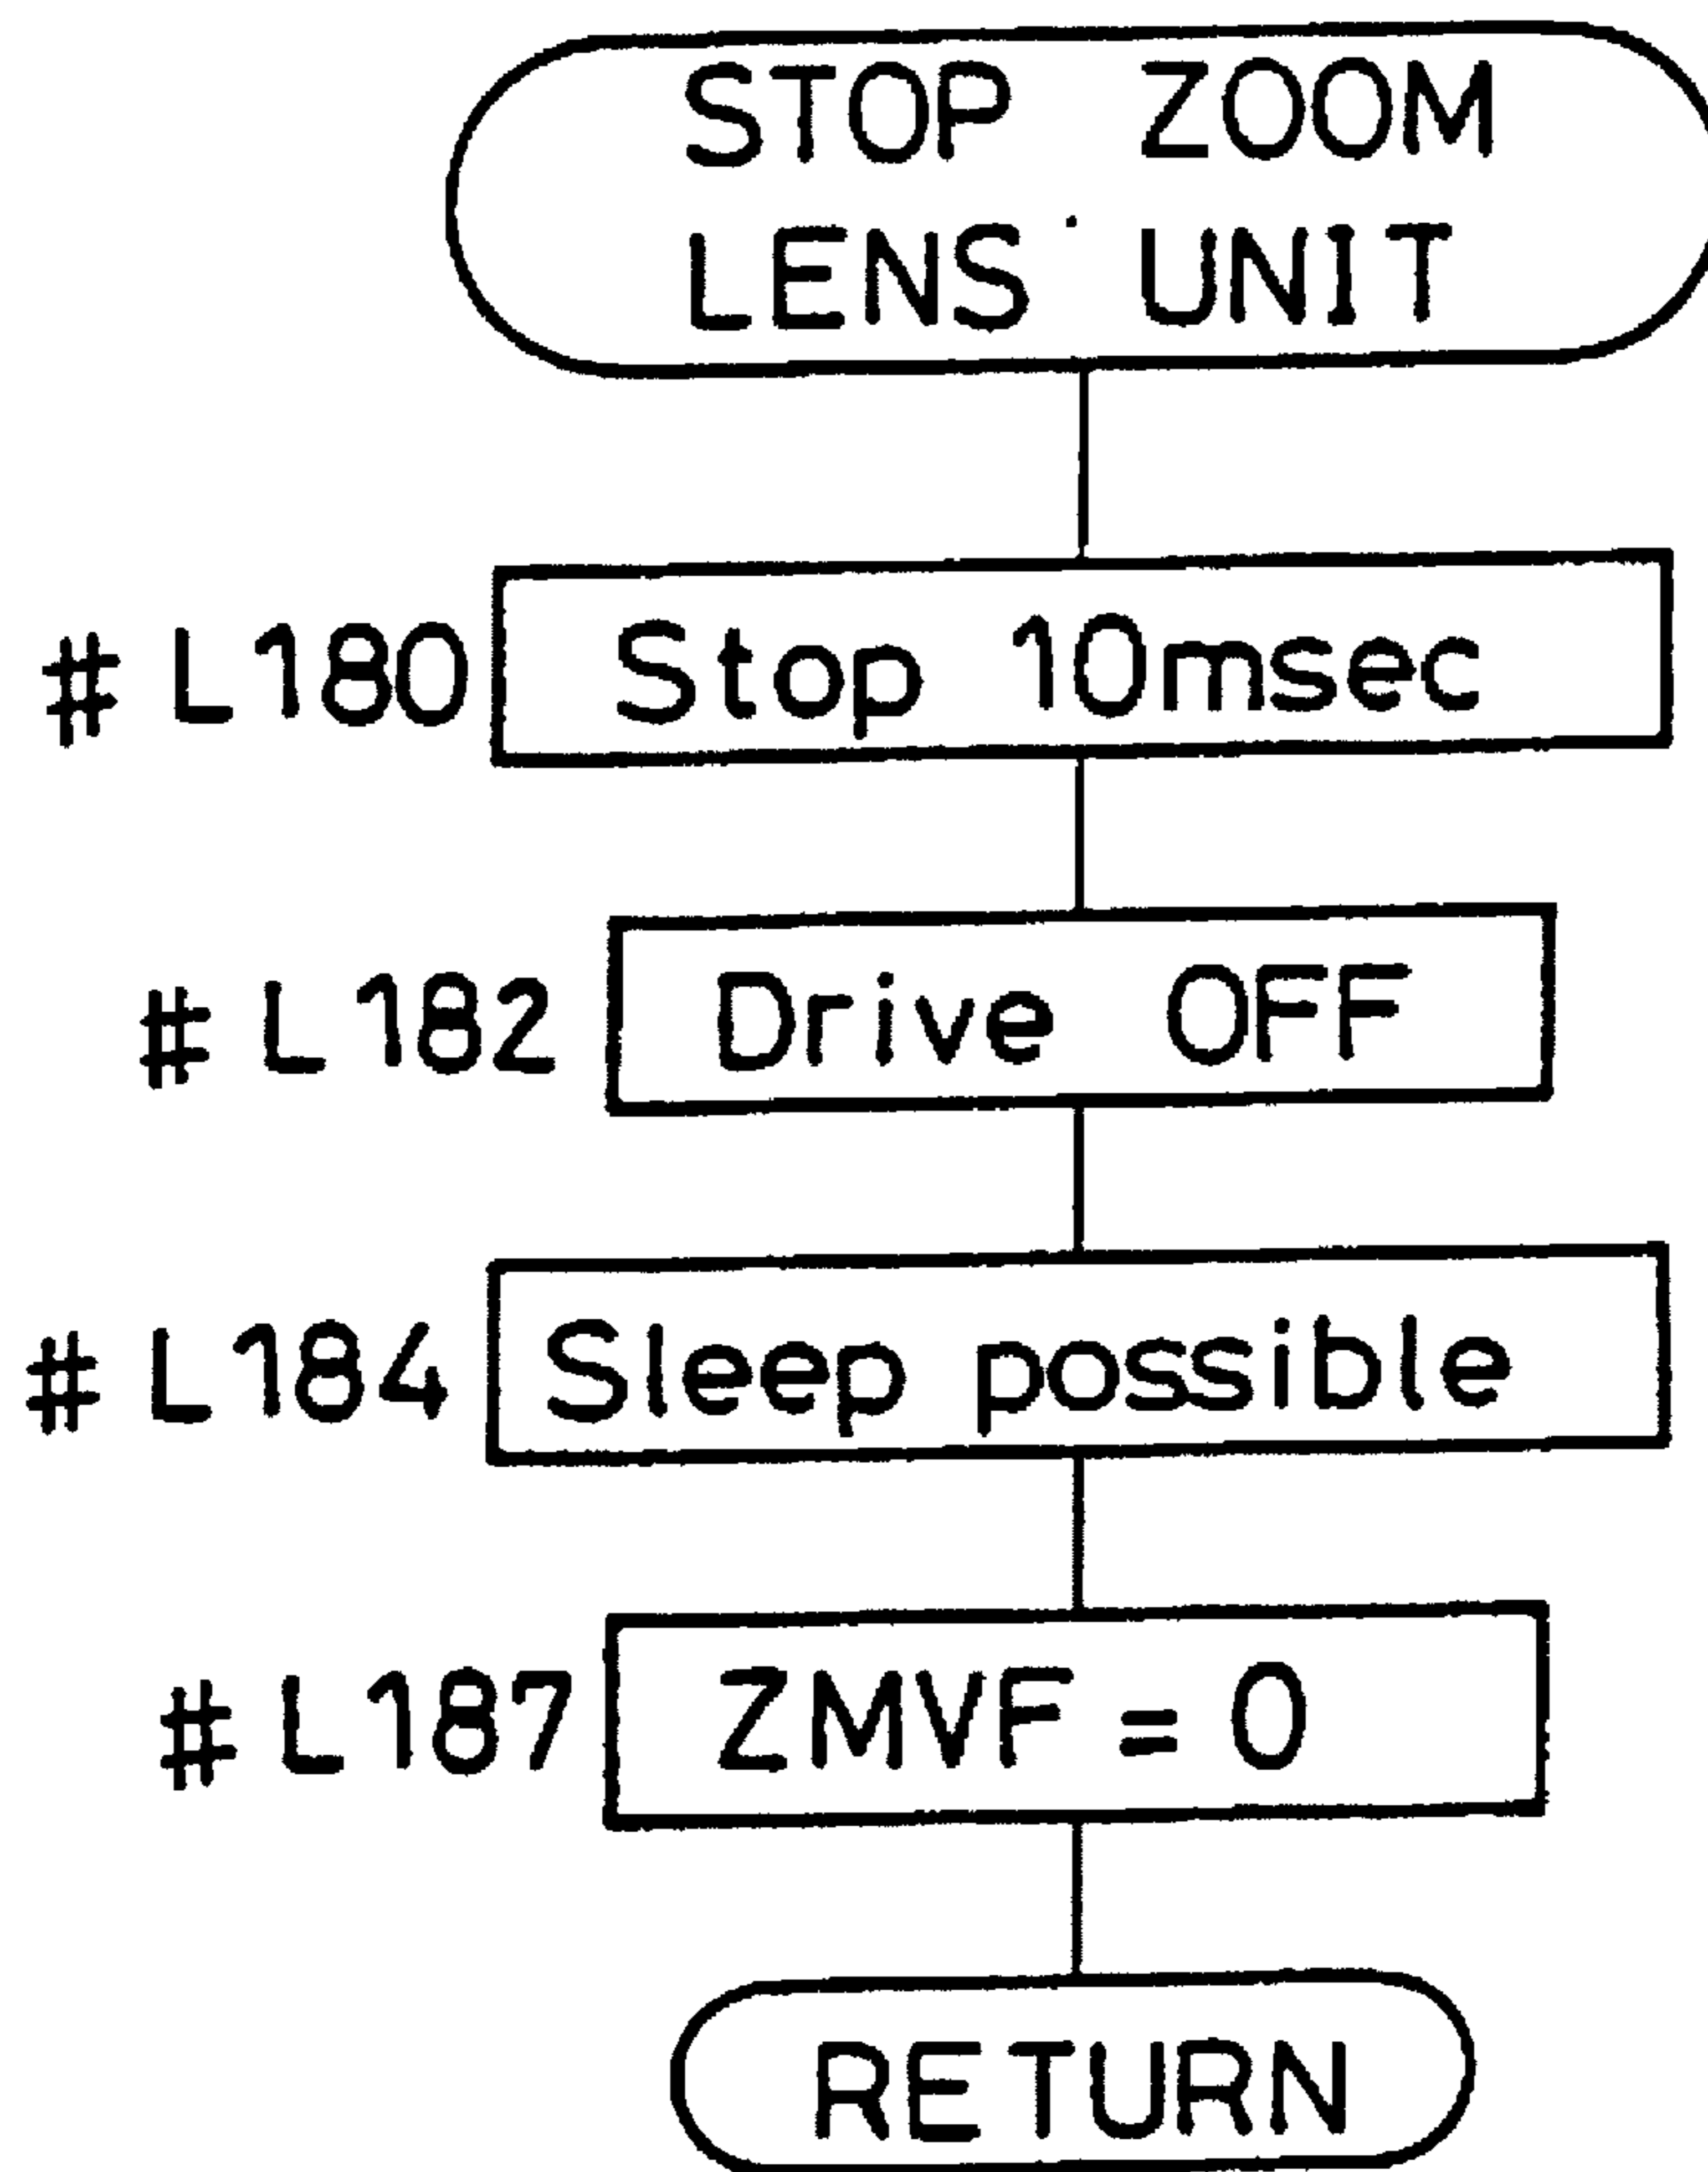 STOP ZOOM
LENS UNIT
# L180 Stop 10msec
# L182 Drive OFF
# L184 Sleep possible
# L187 ZMVF = 0
RETURN